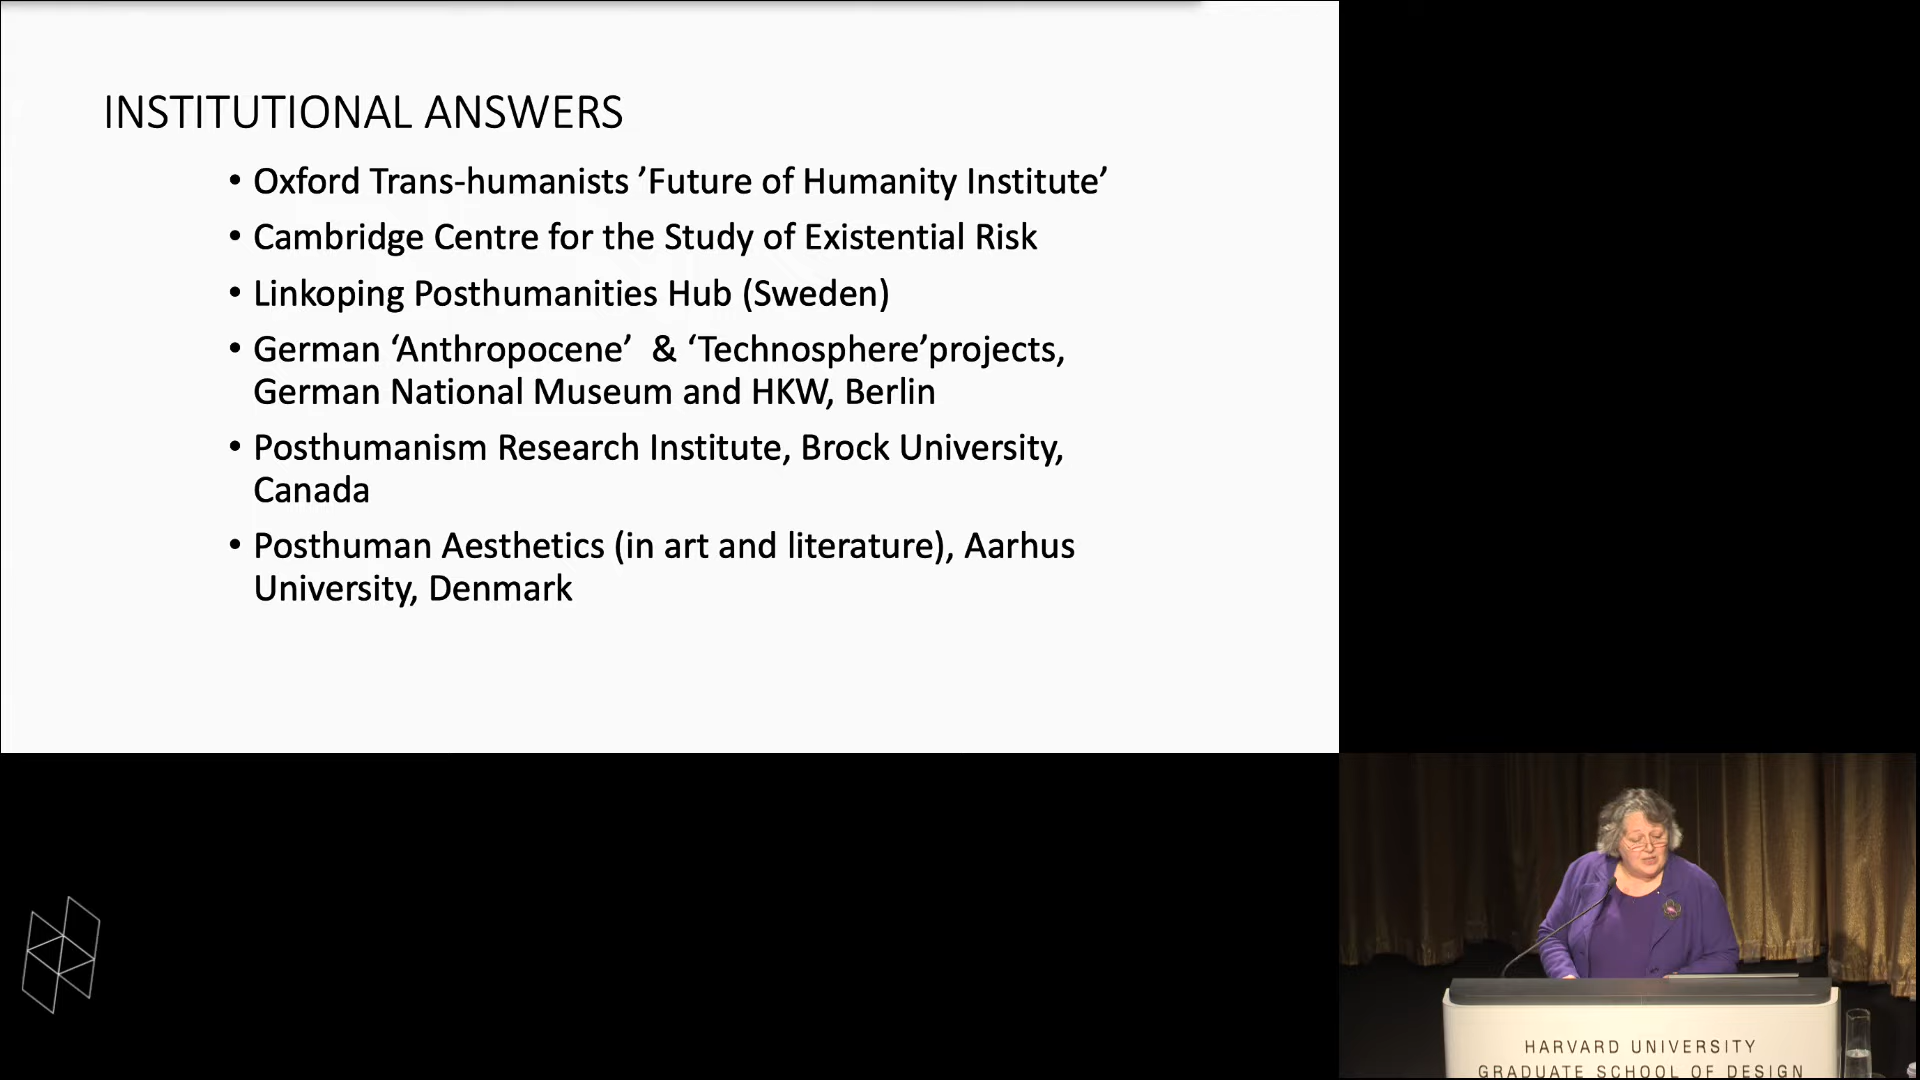 INSTITUTIONAL ANSWERS
• Oxford Trans-humanists ’Future of Humanity Institute’
• Cambridge Centre for the Study of Existential Risk
• Linkoping Posthumanities Hub (Sweden)
• German ‘Anthropocene’ & ‘Technosphere’projects,
German National Museum and HKW, Berlin
• Posthumanism Research Institute, Brock University,
Canada
• Posthuman Aesthetics (in art and literature), Aarhus
University, Denmark
HARVARD UNIVERSITY
GRADUATE SCHOOL OF DESIGN